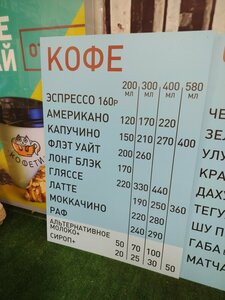 КОФЕ
200 МЛ 300 МЛ 400 МЛ 580 МЛ
ЭСПРЕССО 160Р
АМЕРИКАНО 120 170 220
КАПУЧИНО 150 210 270 400
ФЛЭТ УАЙТ 200 260
ЛОНГ БЛЭК 170
ГЛЯССЕ 220 330 440
ЛАТТЕ 190 250 360
МОККАЧИНО 220 280
РАФ 240 290
АЛЬТЕРНАТИВНОЕ
МОЛОКО+ 50 70 100
СИРОП+ 20 25 30 50
КОФЕТИ
ЧЕ
ЗЕЛ
УЛУ
КРА
ДАХУ
ТЕГУ
ШУ П
ГАБА
МАТЧА